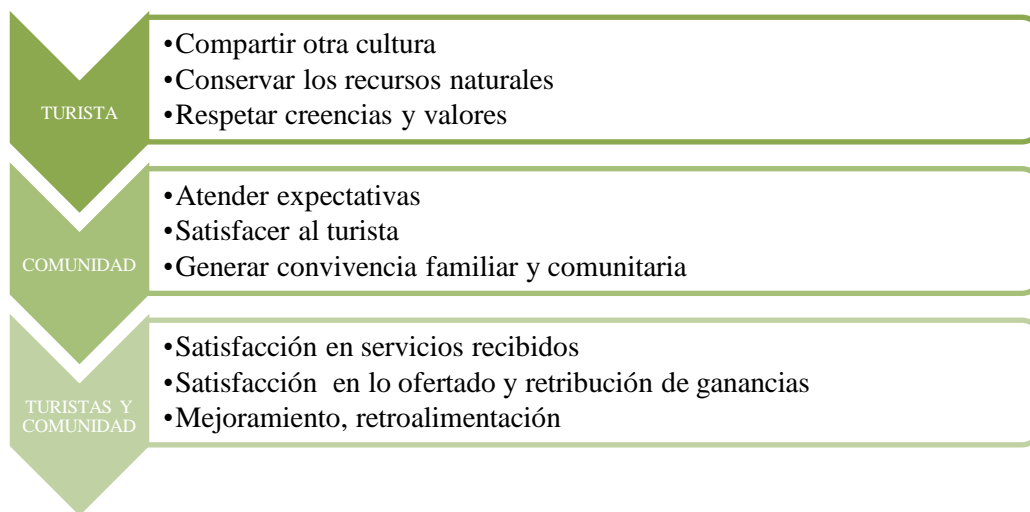 TURISTA
•Compartir otra cultura
•Conservar los recursos naturales
•Respetar creencias y valores
COMUNIDAD
•Atender expectativas
•Satisfacer al turista
•Generar convivencia familiar y comunitaria
TURISTAS Y
COMUNIDAD
•Satisfacción en servicios recibidos
•Satisfacción  en lo ofertado y retribución de ganancias
•Mejoramiento, retroalimentación